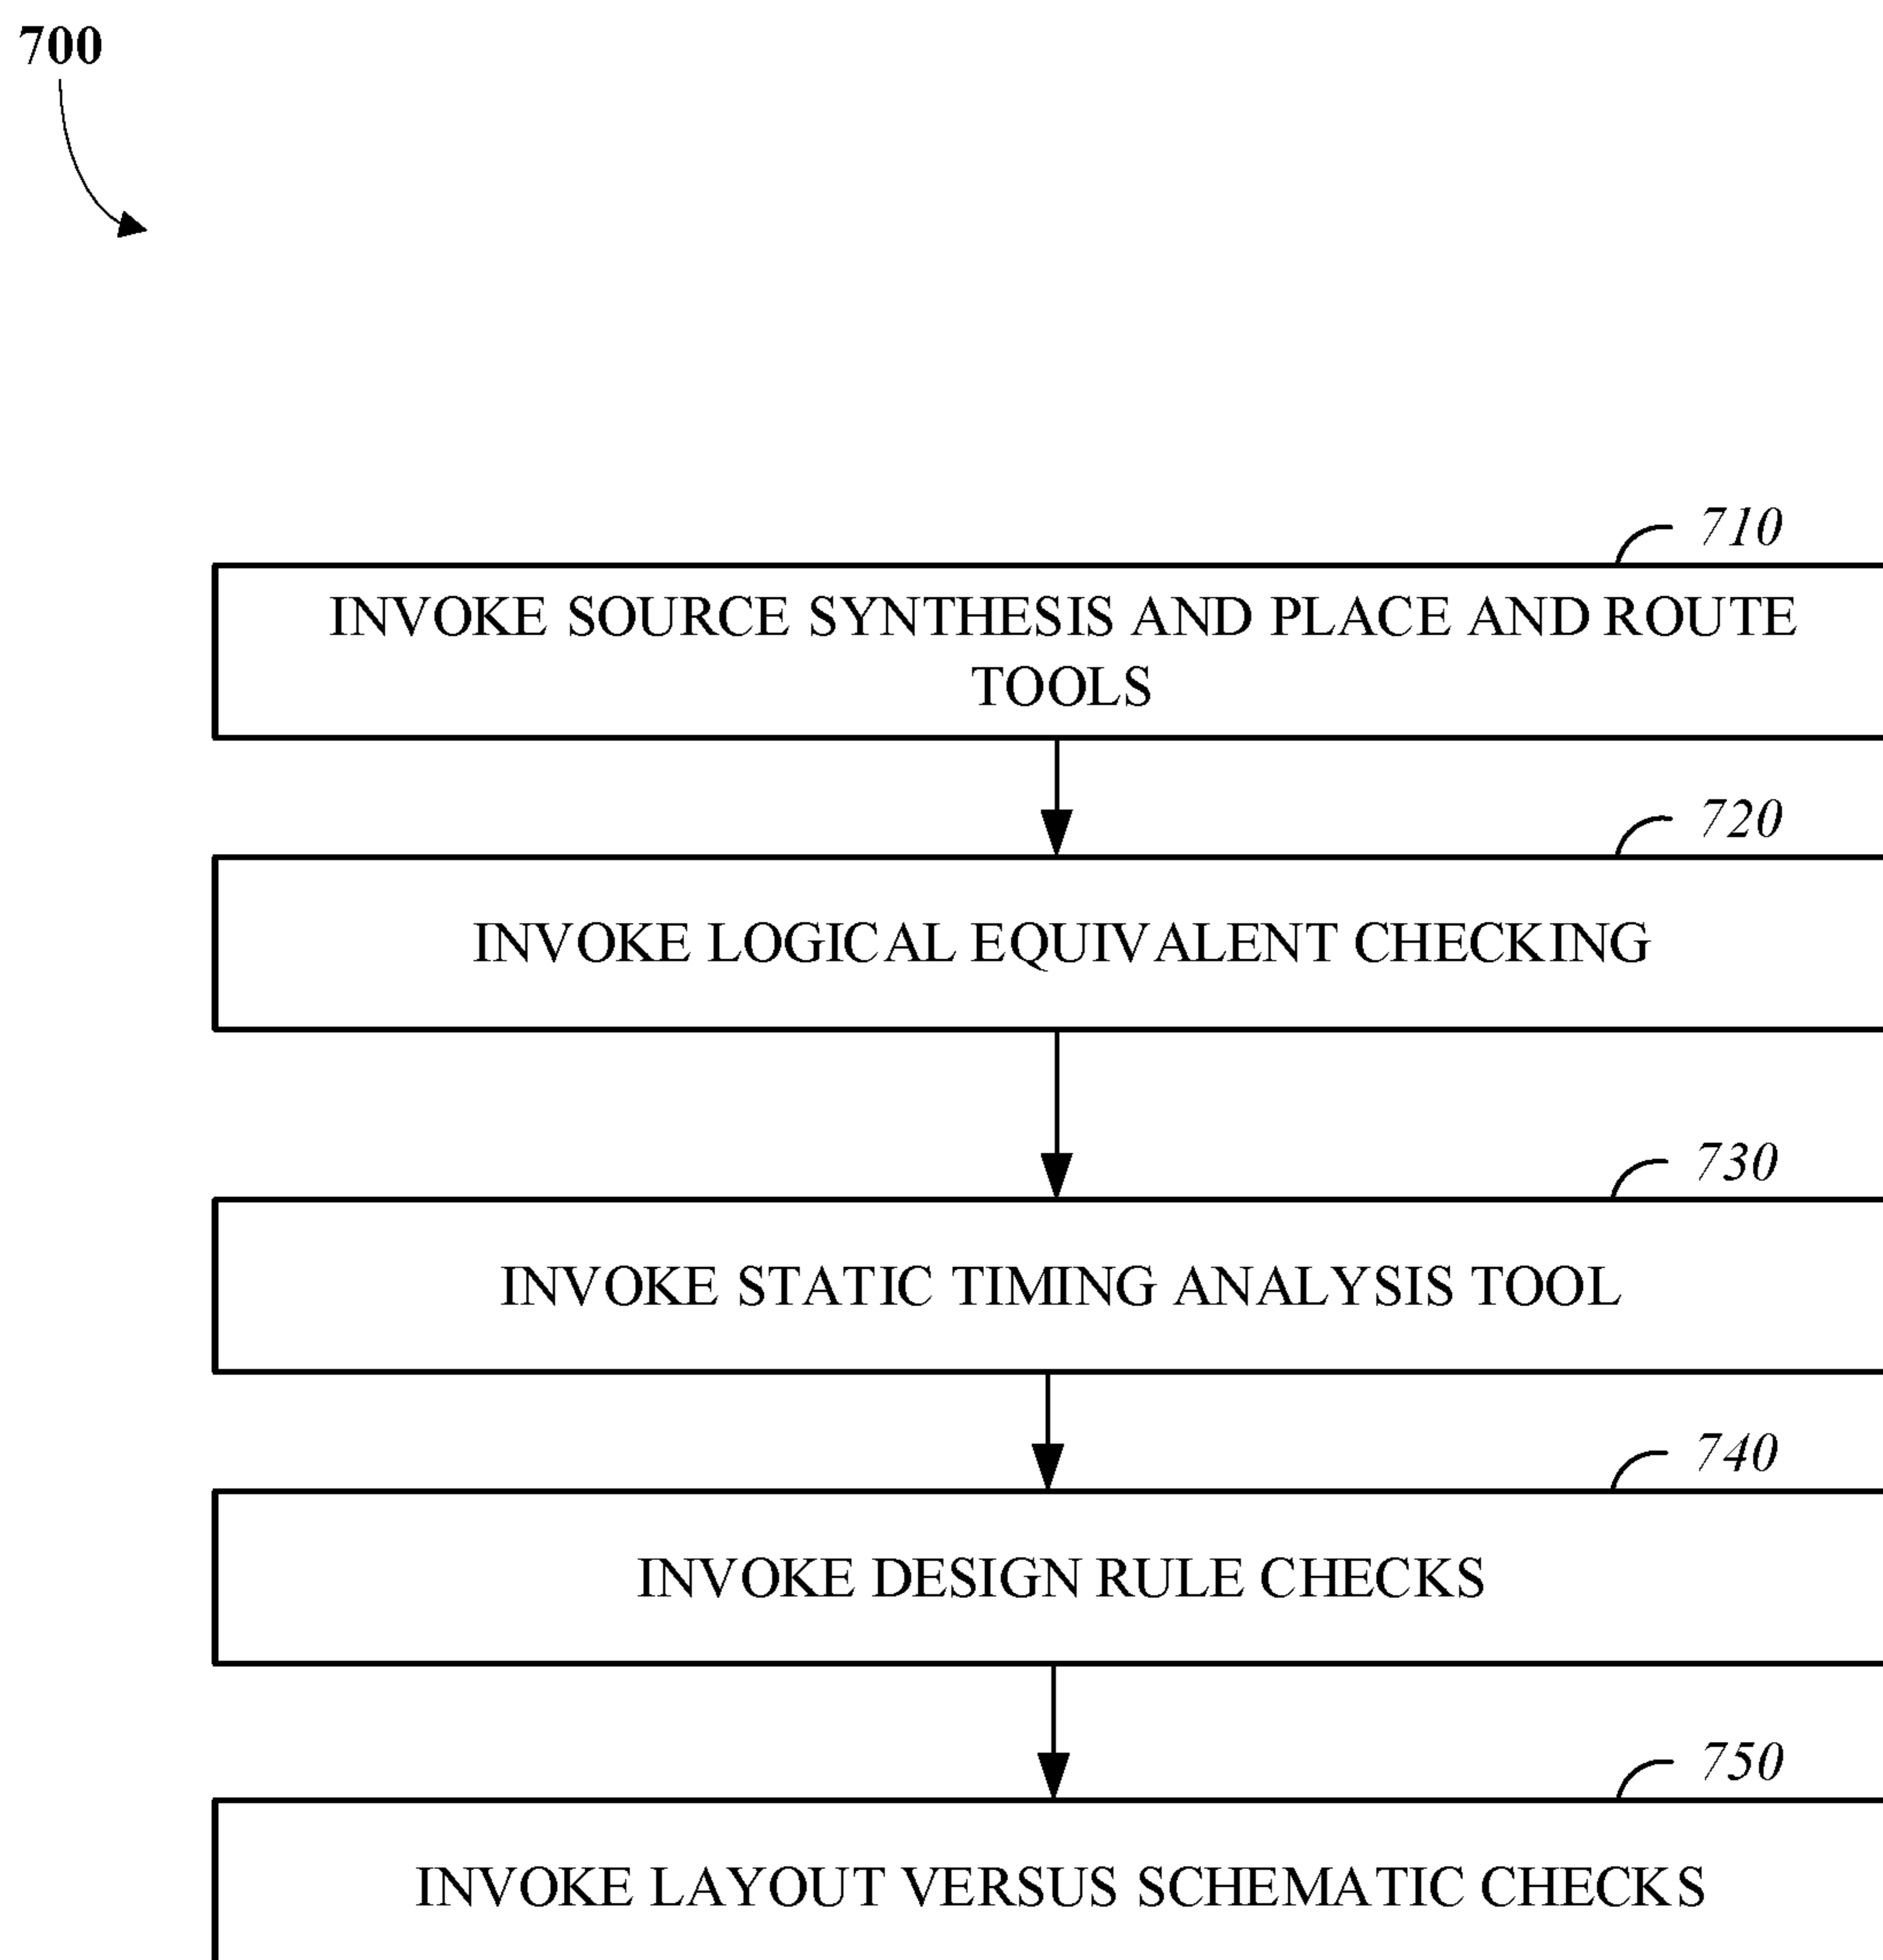 700
710
INVOKE SOURCE SYNTHESIS AND PLACE AND ROUTE
TOOLS
720
INVOKE LOGICAL EQUIVALENT CHECKING
730
INVOKE STATIC TIMING ANALYSIS TOOL
740
INVOKE DESIGN RULE CHECKS
750
INVOKE LAYOUT VERSUS SCHEMATIC CHECKS